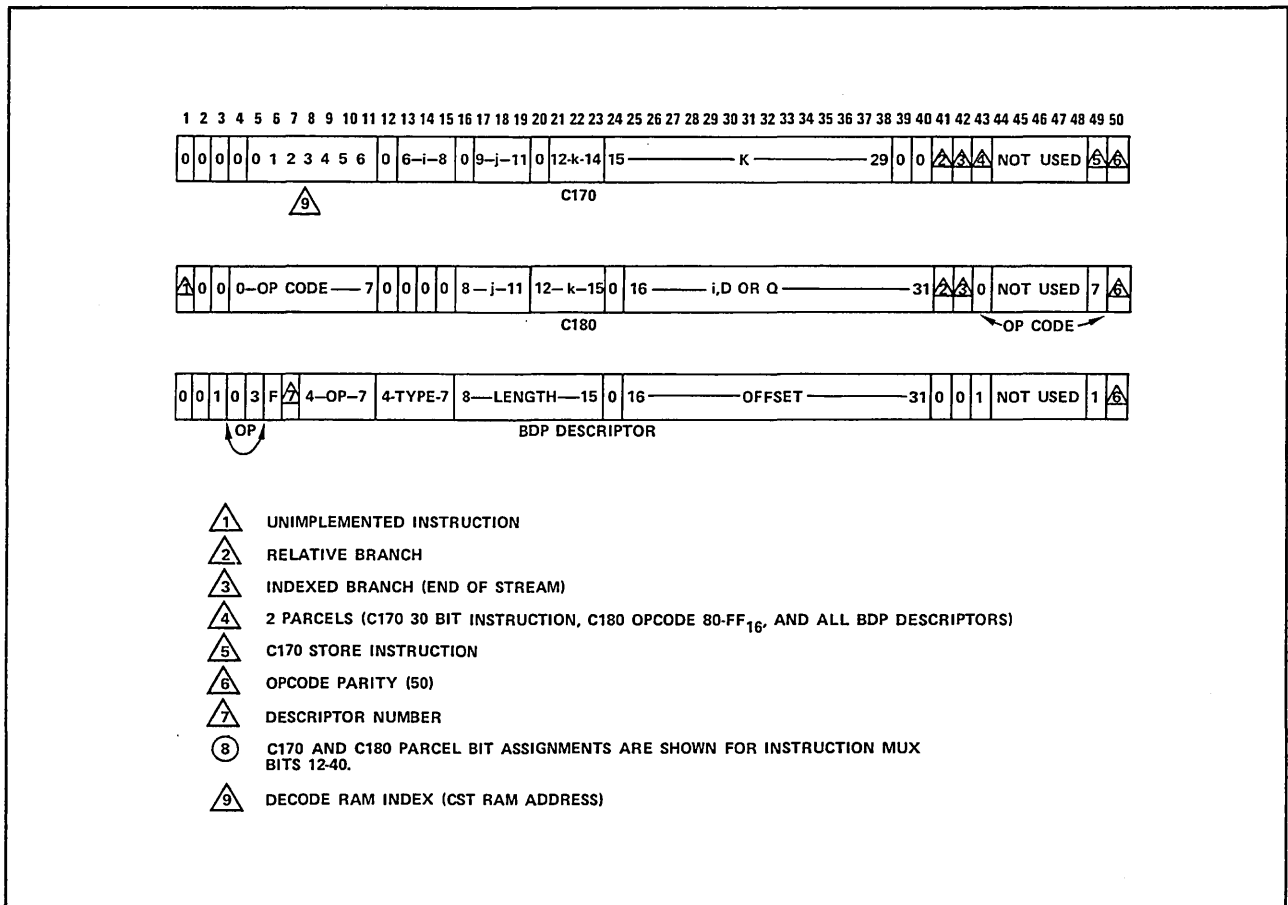 1 2 3 4 5 6 7 8 9 10 11 12 13 14 15 16 17 18 19 20 21 22 23 24 25 26 27 28 29 30 31 32 33 34 35 36 37 38 39 40 41 42 43 44 45 46 47 48 49 50
0 0 0 0 0 1 2 3 4 5 6 0 6–i–8 0 9–j–11 0 12-k-14 15 K 29 0 0 2 3 4 NOT USED 5 6
9
C170
1 0 0 0–OP CODE–7 0 0 0 0 8–j–11 12–k–15 0 16 i,D OR Q 31 2 3 0 NOT USED 7 6
C180
OP CODE
0 0 1 0 3 F 7 4–OP–7 4-TYPE-7 8–LENGTH–15 0 16 OFFSET 31 0 0 1 NOT USED 1 6
OP
BDP DESCRIPTOR
1 UNIMPLEMENTED INSTRUCTION
2 RELATIVE BRANCH
3 INDEXED BRANCH (END OF STREAM)
4 2 PARCELS (C170 30 BIT INSTRUCTION, C180 OPCODE 80-FF16, AND ALL BDP DESCRIPTORS)
5 C170 STORE INSTRUCTION
6 OPCODE PARITY (50)
7 DESCRIPTOR NUMBER
8 C170 AND C180 PARCEL BIT ASSIGNMENTS ARE SHOWN FOR INSTRUCTION MUX
BITS 12-40.
9 DECODE RAM INDEX (CST RAM ADDRESS)